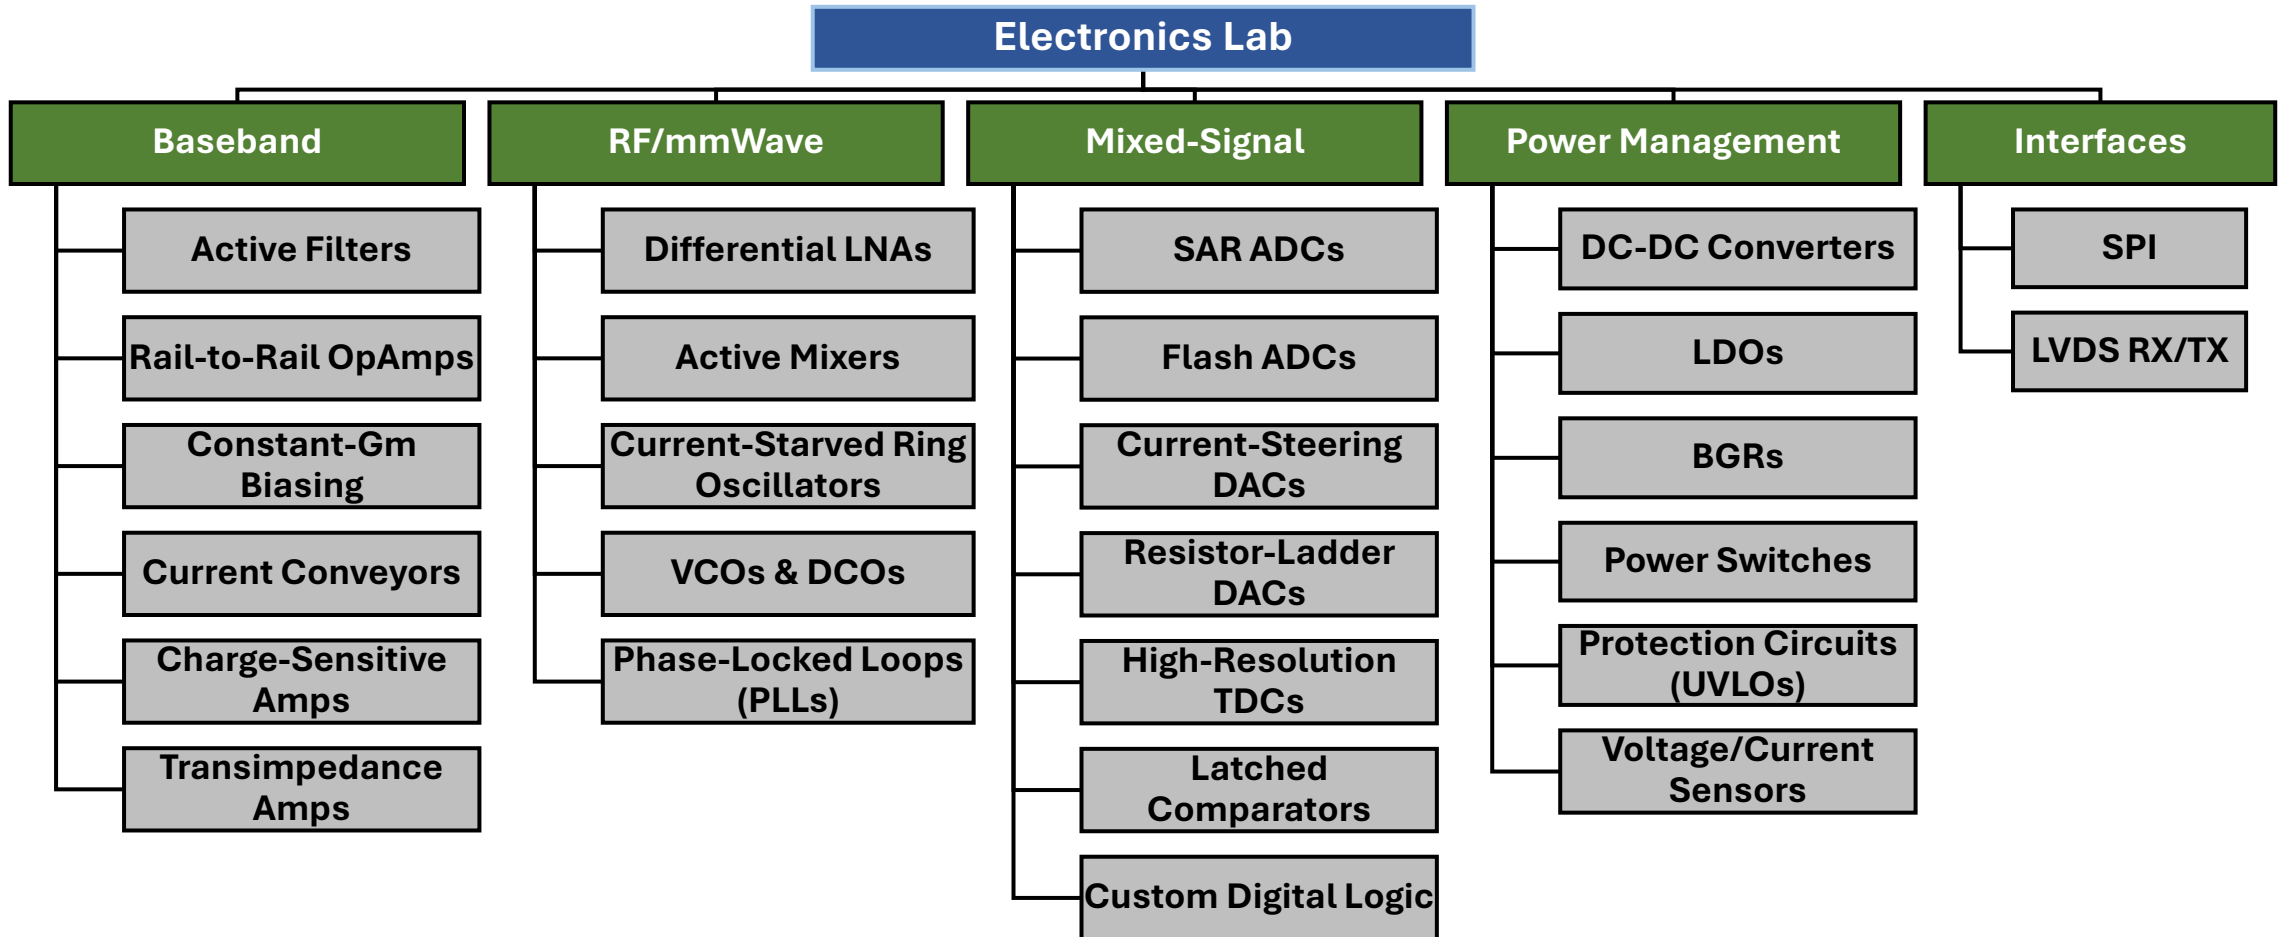 Electronics Lab
Baseband
Active Filters
Rail-to-Rail OpAmps
Constant-Gm
Biasing
Current Conveyors
Charge-Sensitive
Amps
Transimpedance
Amps
RF/mmWave
Differential LNAs
Active Mixers
Current-Starved Ring
Oscillators
VCOs & DCOs
Phase-Locked Loops
(PLLs)
Mixed-Signal
SAR ADCs
Flash ADCs
Current-Steering
DACs
Resistor-Ladder
DACs
High-Resolution
TDCs
Latched
Comparators
Custom Digital Logic
Power Management
DC-DC Converters
LDOs
BGRs
Power Switches
Protection Circuits
(UVLOs)
Voltage/Current
Sensors
Interfaces
SPI
LVDS RX/TX